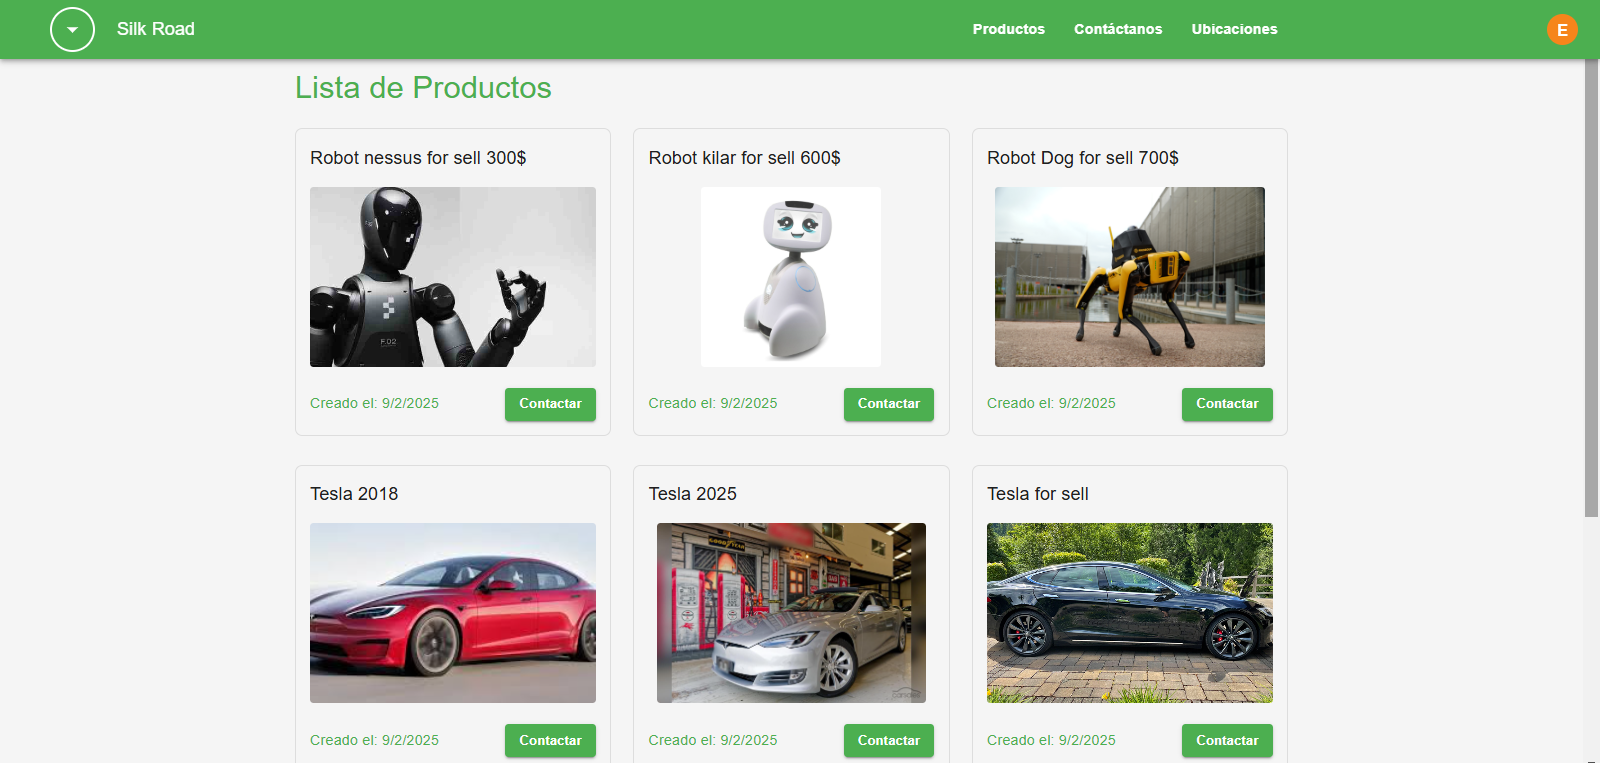 Silk Road
Productos Contáctanos Ubicaciones
E
Lista de Productos
Robot nessus for sell 300$
Robot kilar for sell 600$
Robot Dog for sell 700$
F.02
Creado el: 9/2/2025 Contactar
Creado el: 9/2/2025 Contactar
Creado el: 9/2/2025 Contactar
Tesla 2018
Tesla 2025
Tesla for sell
GOOD YEAR
Creado el: 9/2/2025 Contactar
Creado el: 9/2/2025 Contactar
Creado el: 9/2/2025 Contactar